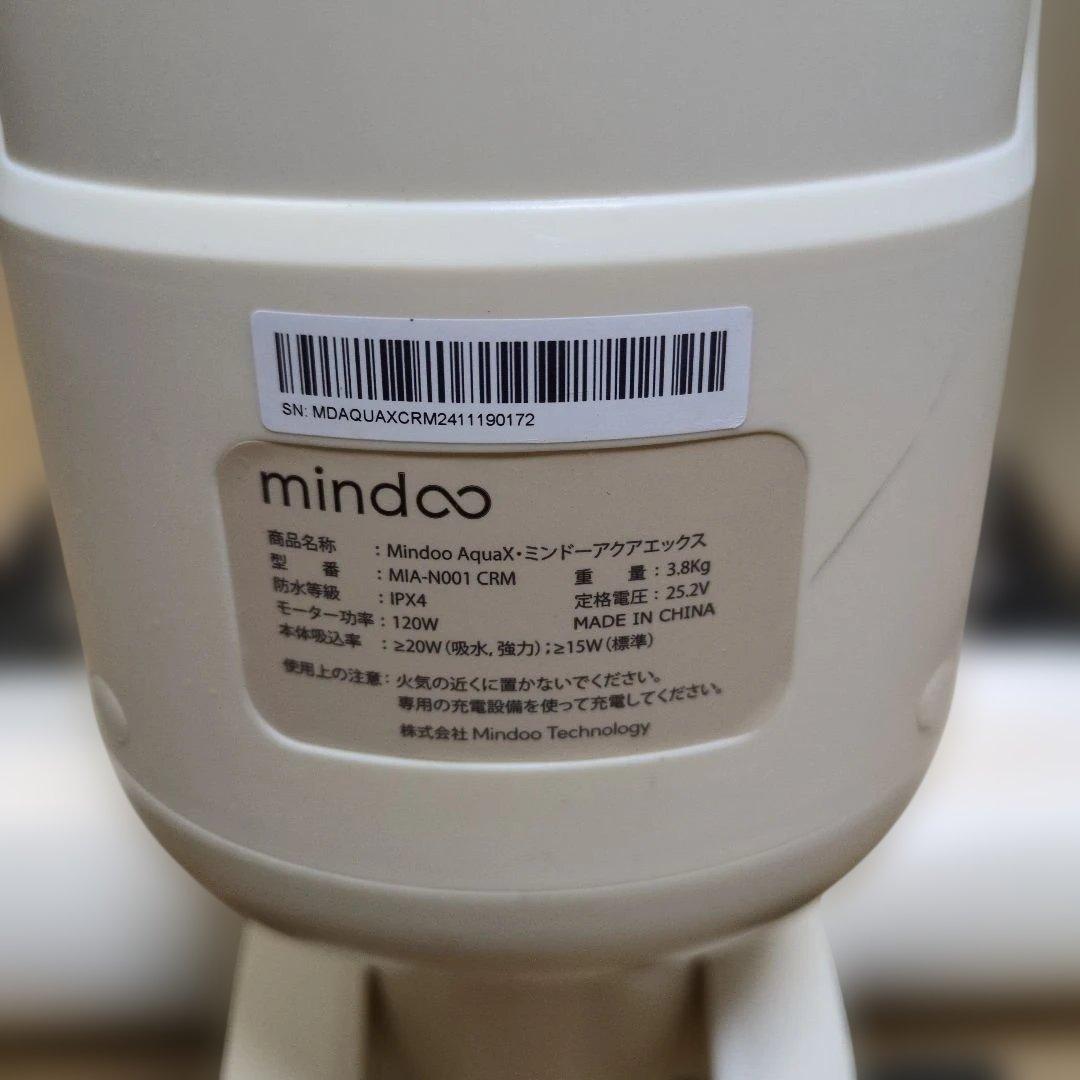 SN: MDAQUAXCRM2411190172
mindoo
商品名称 : Mindoo AquaX・ミンドーアクアエックス
型番 : MIA-N001 CRM 重量 : 3.8Kg
防水等級 : IPX4 定格電圧 : 25.2V
モーター功率 : 120W MADE IN CHINA
本体吸込率 : ≥20W（吸水, 強力）; ≥15W（標準）
使用上の注意 : 火気の近くに置かないでください。
専用の充電設備を使って充電してください。
株式会社 Mindoo Technology